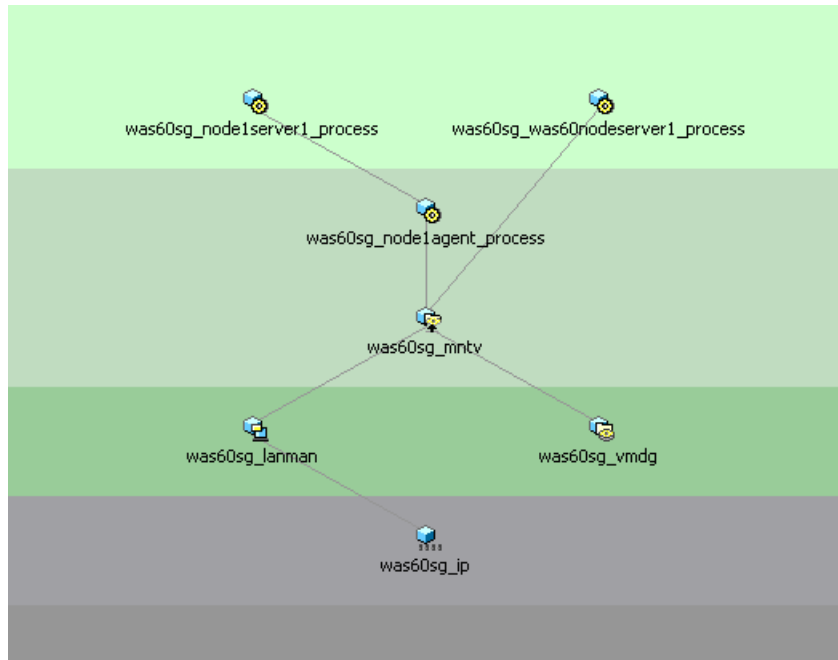 was60sg_node1server1_process
was60sg_was60nodeserver1_process
was60sg_node1agent_process
was60sg_mntv
was60sg_lanman
was60sg_vmdg
was60sg_ip